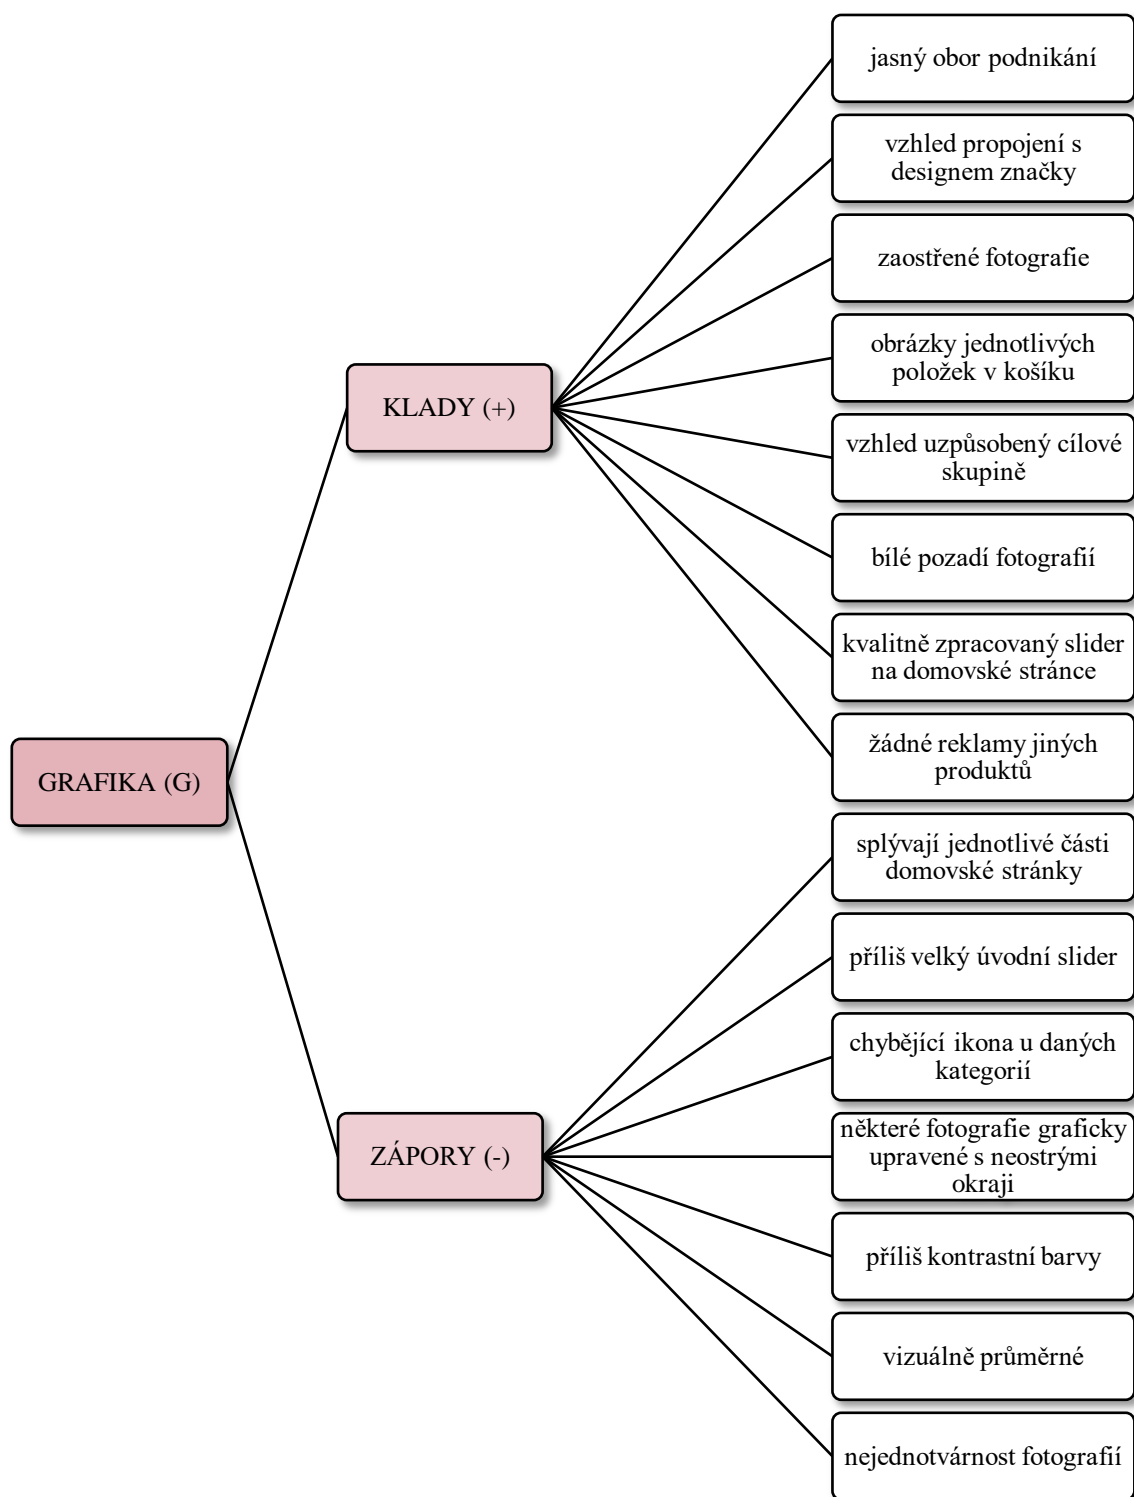 jasný obor podnikání
vzhled propojení s
designem značky
zaostřené fotografie
obrázky jednotlivých
položek v košíku
KLADY (+)
vzhled uzpůsobený cílové
skupině
bílé pozadí fotografií
kvalitně zpracovaný slider
na domovské stránce
žádné reklamy jiných
produktů
GRAFIKA (G)
splývají jednotlivé části
domovské stránky
příliš velký úvodní slider
chybějící ikona u daných
kategorií
některé fotografie graficky
upravené s neostrými
okraji
ZÁPORY (-)
příliš kontrastní barvy
vizuálně průměrné
nejednotvárnost fotografií